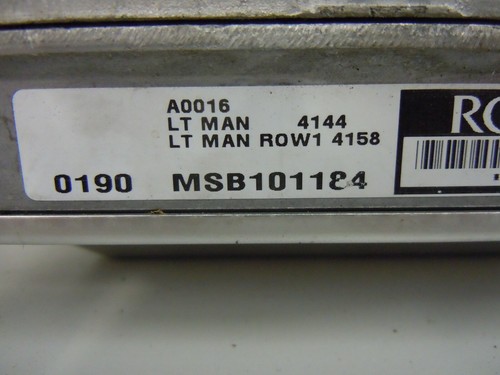 A0016
LT MAN 4144
LT MAN ROW1 4158
0190 MSB101184